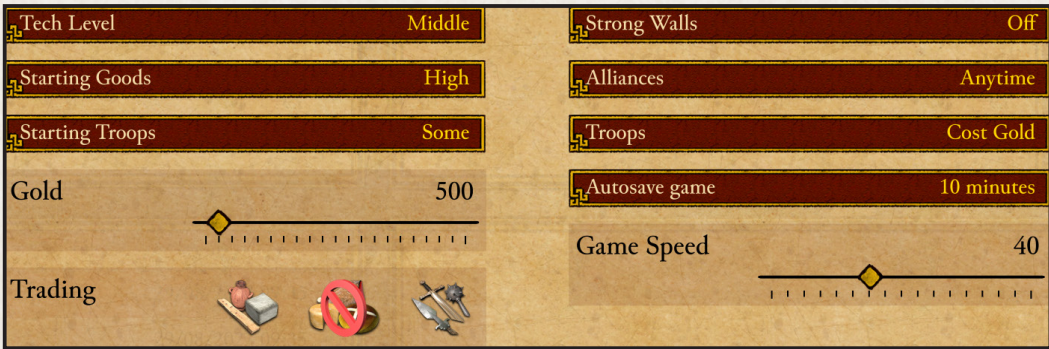 Tech Level Middle
Starting Goods High
Starting Troops Some
Gold 500
Trading
Strong Walls Off
Alliances Anytime
Troops Cost Gold
Autosave game 10 minutes
Game Speed 40